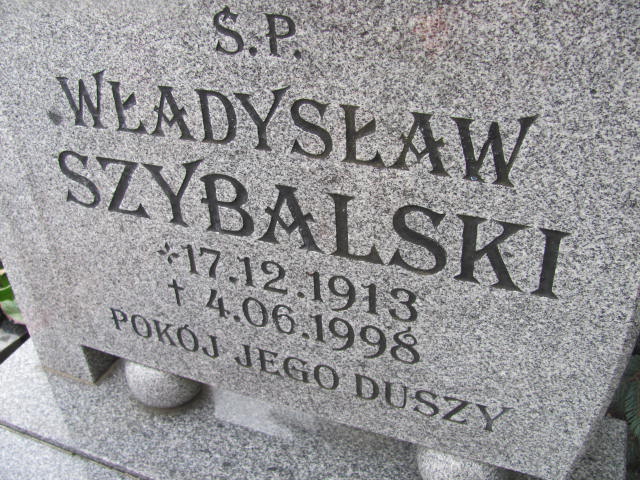 Ś.P.
WŁADYSŁAW
SZYBALSKI
* 17.12.1913
† 4.06.1998
POKÓJ JEGO DUSZY